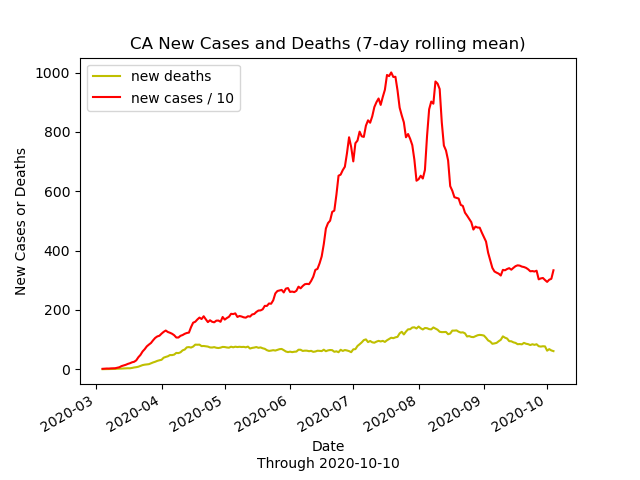 CA New Cases and Deaths (7-day rolling mean)
new deaths
new cases / 10
New Cases or Deaths
1000
800
600
400
200
0
2020-03
2020-04
2020-05
2020-06
2020-07
2020-08
2020-09
2020-10
Date
Through 2020-10-10